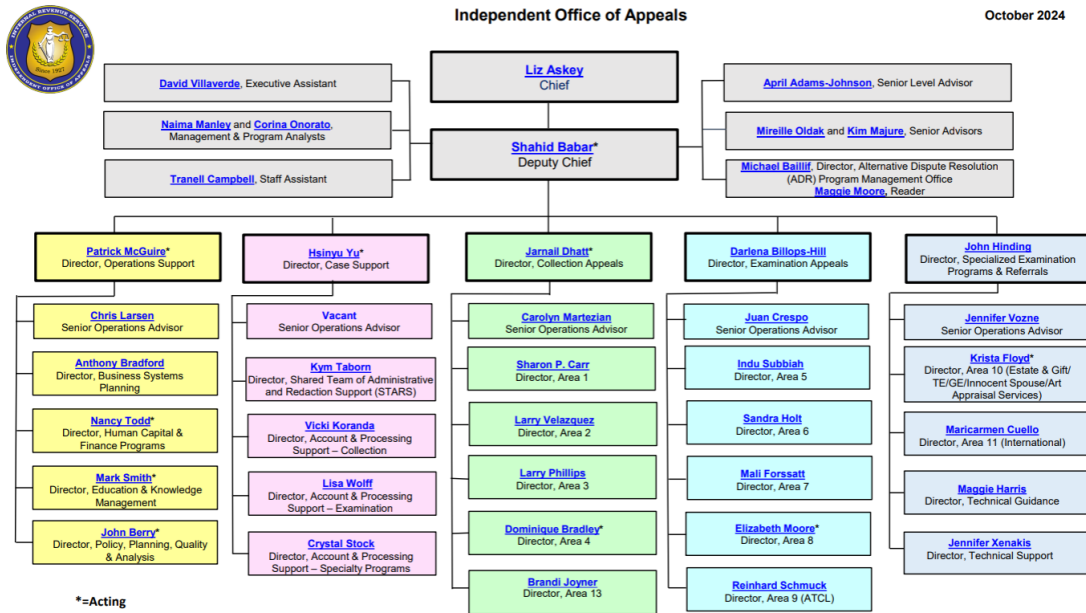 Independent Office of Appeals
October 2024
INTERNAL REVENUE SERVICE
Since 1927
INDEPENDENT OFFICE OF APPEALS
Liz Askey
Chief
David Villaverde, Executive Assistant
Naima Manley and Corina Onorato,
Management & Program Analysts
Tranell Campbell, Staff Assistant
Shahid Babar*
Deputy Chief
April Adams-Johnson, Senior Level Advisor
Mireille Oldak and Kim Majure, Senior Advisors
Michael Baillif, Director, Alternative Dispute Resolution
(ADR) Program Management Office
Maggie Moore, Reader
Patrick McGuire*
Director, Operations Support
Chris Larsen
Senior Operations Advisor
Anthony Bradford
Director, Business Systems
Planning
Nancy Todd*
Director, Human Capital &
Finance Programs
Mark Smith*
Director, Education & Knowledge
Management
John Berry*
Director, Policy, Planning, Quality
& Analysis
Hsinyu Yu*
Director, Case Support
Vacant
Senior Operations Advisor
Kym Taborn
Director, Shared Team of Administrative
and Redaction Support (STARS)
Vicki Koranda
Director, Account & Processing
Support – Collection
Lisa Wolff
Director, Account & Processing
Support – Examination
Crystal Stock
Director, Account & Processing
Support – Specialty Programs
Jarnail Dhatt*
Director, Collection Appeals
Carolyn Martezian
Senior Operations Advisor
Sharon P. Carr
Director, Area 1
Larry Velazquez
Director, Area 2
Larry Phillips
Director, Area 3
Dominique Bradley*
Director, Area 4
Brandi Joyner
Director, Area 13
Darlena Billops-Hill
Director, Examination Appeals
Juan Crespo
Senior Operations Advisor
Indu Subbiah
Director, Area 5
Sandra Holt
Director, Area 6
Mali Forssatt
Director, Area 7
Elizabeth Moore*
Director, Area 8
Reinhard Schmuck
Director, Area 9 (ATCL)
John Hinding
Director, Specialized Examination
Programs & Referrals
Jennifer Vozne
Senior Operations Advisor
Krista Floyd*
Director, Area 10 (Estate & Gift/
TE/GE/Innocent Spouse/Art
Appraisal Services)
Maricarmen Cuello
Director, Area 11 (International)
Maggie Harris
Director, Technical Guidance
Jennifer Xenakis
Director, Technical Support
*=Acting